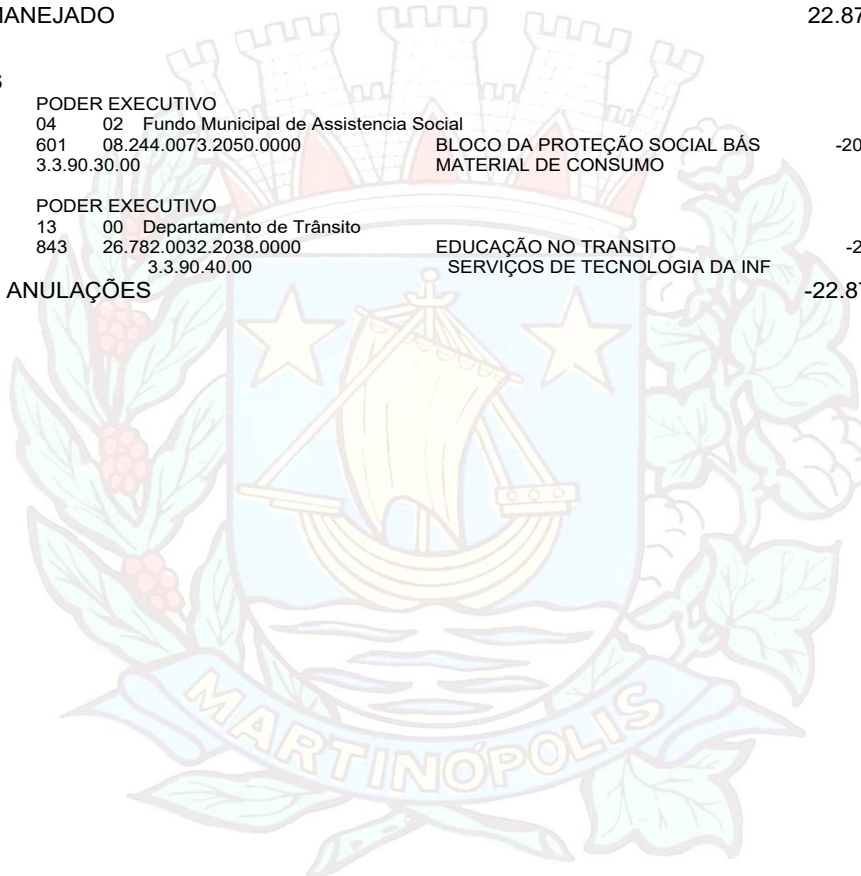 MANEJADO 22.87
S
PODER EXECUTIVO
04 02 Fundo Municipal de Assistencia Social
601 08.244.0073.2050.0000 BLOCO DA PROTEÇÃO SOCIAL BÁS -20
3.3.90.30.00 MATERIAL DE CONSUMO
PODER EXECUTIVO
13 00 Departamento de Trânsito
843 26.782.0032.2038.0000 EDUCAÇÃO NO TRANSITO -2
3.3.90.40.00 SERVIÇOS DE TECNOLOGIA DA INF
ANULAÇÕES -22.87
MARTINÓPOLIS